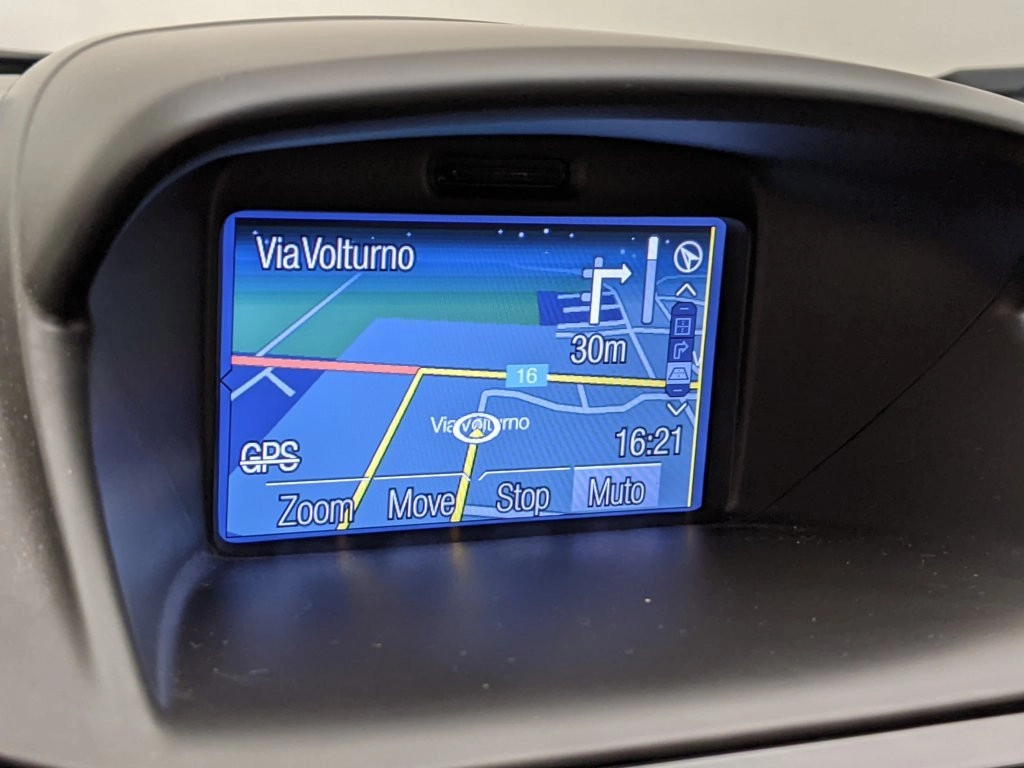 Via Volturno
30m
16
Via Volturno
16:21
GPS
Zoom Move Stop Muto